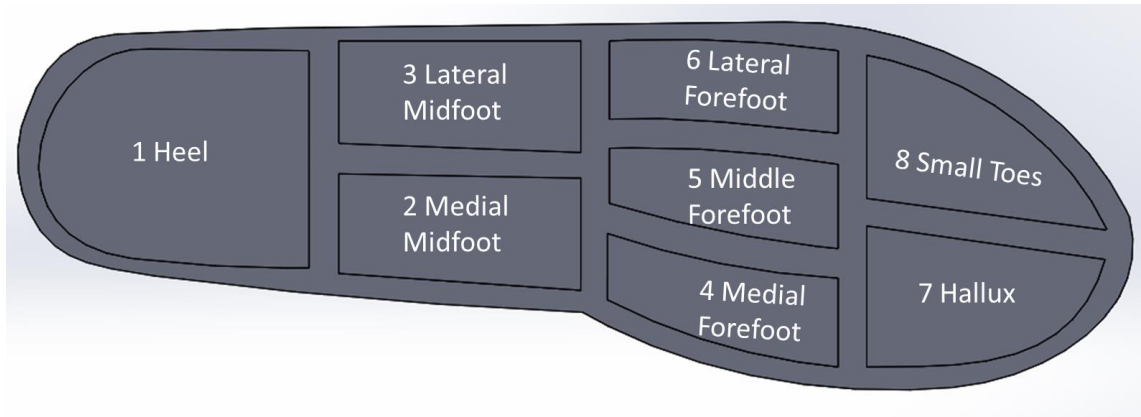 1 Heel
3 Lateral
Midfoot
2 Medial
Midfoot
6 Lateral
Forefoot
5 Middle
Forefoot
4 Medial
Forefoot
8 Small Toes
7 Hallux